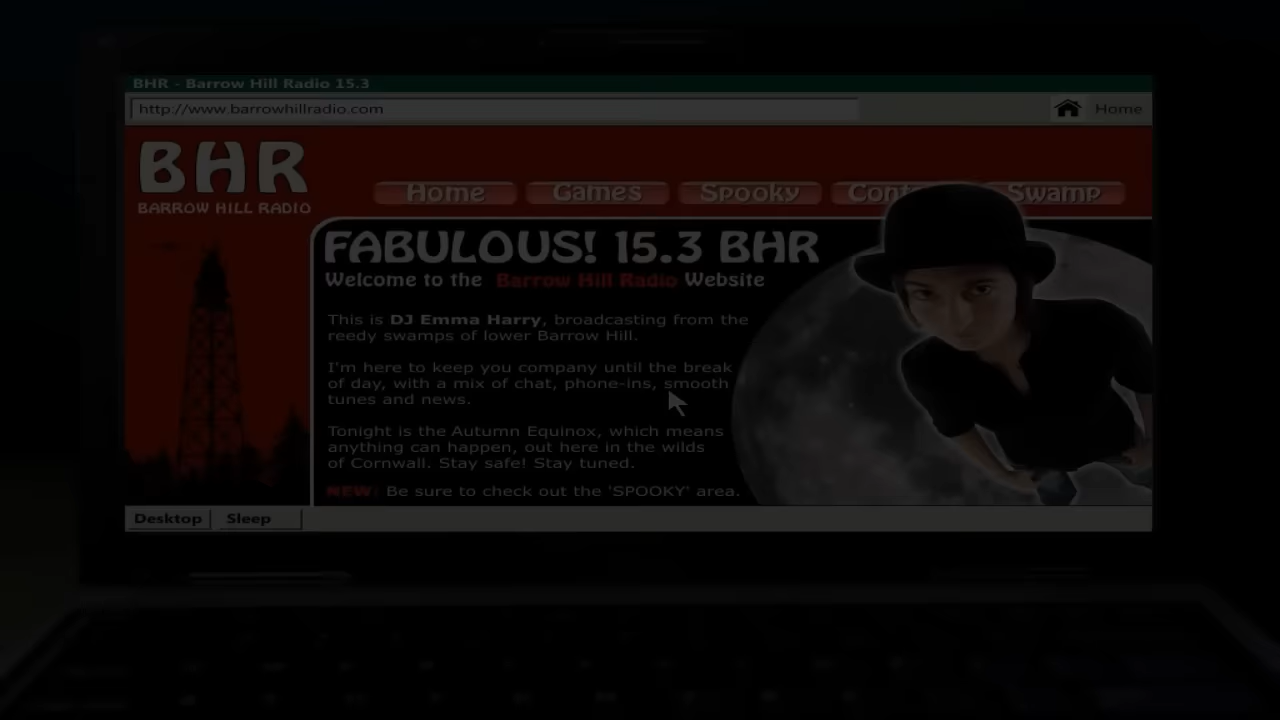 BHR - Barrow Hill Radio 15.3
http://www.barrowhillradio.com
Home
BHR
BARROW HILL RADIO
Home Games Spooky Swamp
FABULOUS! 15.3 BHR
Welcome to the Barrow Hill Radio Website
This is DJ Emma Harry, broadcasting from the
reedy swamps of lower Barrow Hill.
I'm here to keep you company until the break
of day, with a mix of chat, phone-ins, smooth
tunes and news.
Tonight is the Autumn Equinox, which means
anything can happen, out here in the wilds
of Cornwall. Stay safe! Stay tuned.
NEW: Be sure to check out the 'SPOOKY' area.
Desktop Sleep